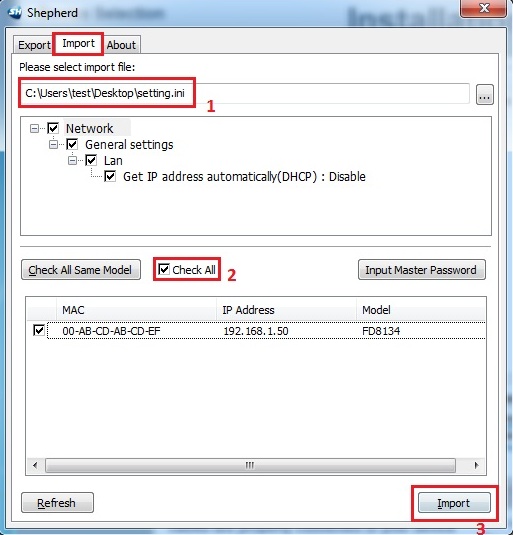 SH Shepherd
Export Import About
Please select import file:
C:\Users\test\Desktop\setting.ini ...
1
Network
General settings
Lan
Get IP address automatically(DHCP) : Disable
Check All Same Model Check All 2 Input Master Password
MAC IP Address Model
00-AB-CD-AB-CD-EF 192.168.1.50 FD8134
Refresh Import
3